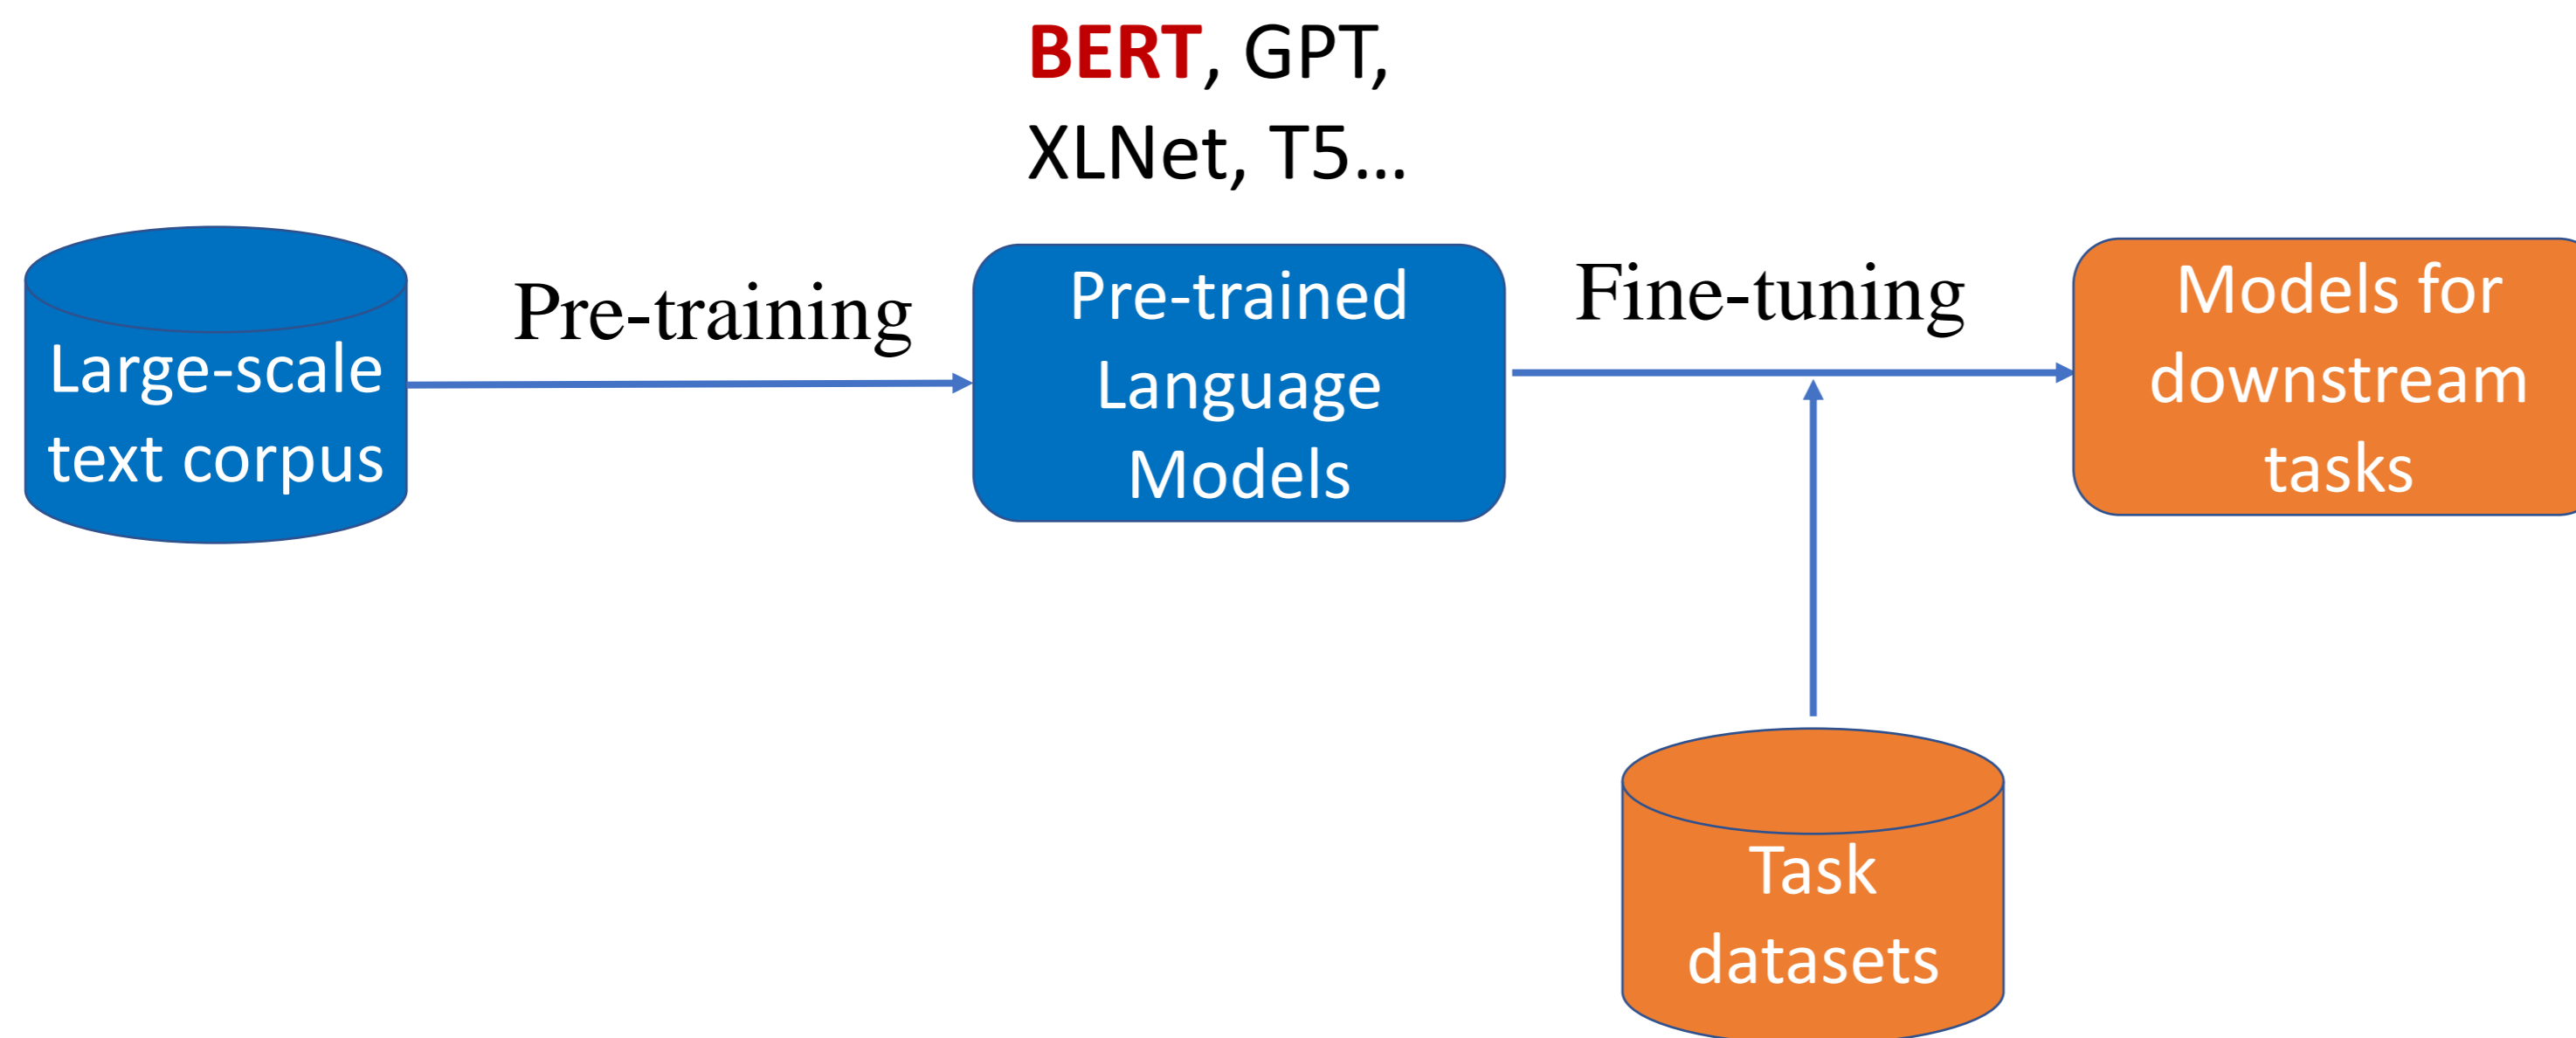 BERT, GPT,
XLNet, T5…
Large-scale
text corpus
Pre-training
Pre-trained
Language
Models
Fine-tuning
Models for
downstream
tasks
Task
datasets